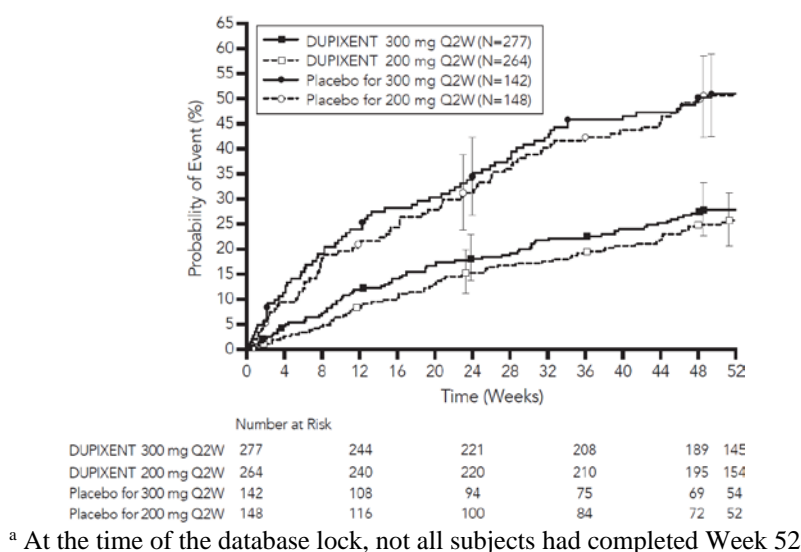 65
60
55
50
45
40
35
30
25
20
15
10
5
0
Probability of Event (%)
DUPIXENT 300 mg Q2W (N=277)
DUPIXENT 200 mg Q2W (N=264)
Placebo for 300 mg Q2W (N=142)
Placebo for 200 mg Q2W (N=148)
0 4 8 12 16 20 24 28 32 36 40 44 48 52
Time (Weeks)
Number at Risk
DUPIXENT 300 mg Q2W 277 244 221 208 189 145
DUPIXENT 200 mg Q2W 264 240 220 210 195 154
Placebo for 300 mg Q2W 142 108 94 75 69 54
Placebo for 200 mg Q2W 148 116 100 84 72 52
a At the time of the database lock, not all subjects had completed Week 52